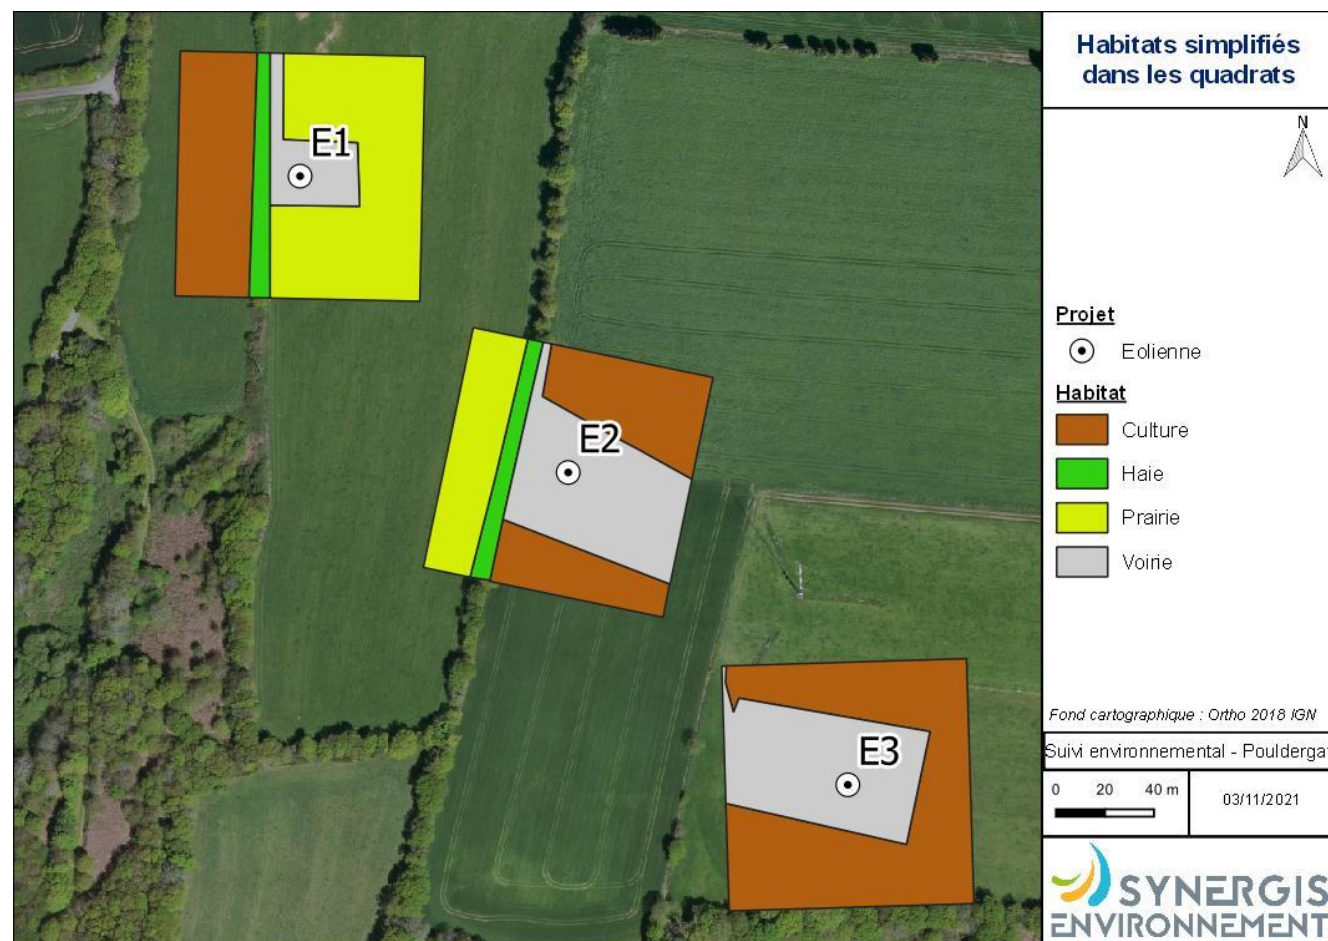 Habitats simplifiés
dans les quadrats
N
E1
E2
E3
Projet
Eolienne
Habitat
Culture
Haie
Prairie
Voirie
Fond cartographique : Ortho 2018 IGN
Suivi environnemental - Pouldergat
0 20 40 m
03/11/2021
SYNERGIS
ENVIRONNEMENT